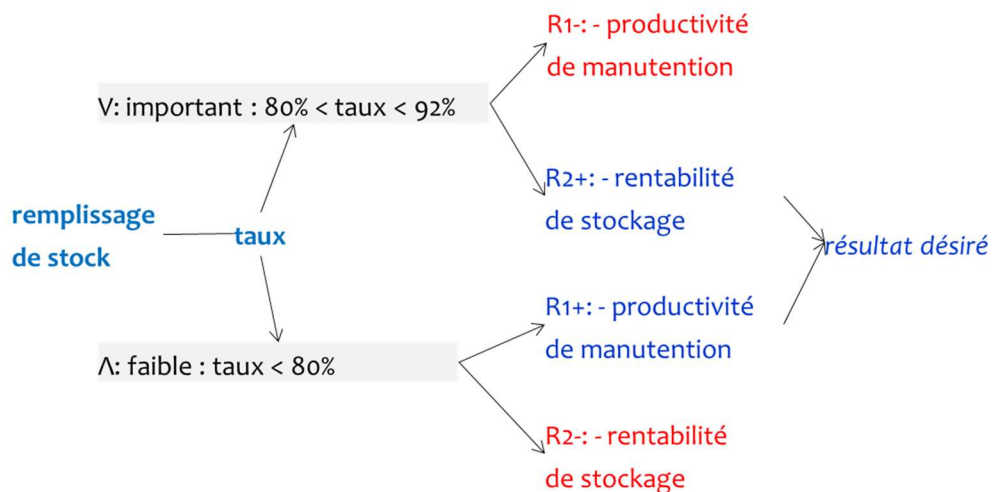 R1-: - productivité
de manutention
V: important : 80% < taux < 92%
R2+: - rentabilité
de stockage
remplissage
de stock
taux
résultat désiré
R1+: - productivité
de manutention
Λ: faible : taux < 80%
R2-: - rentabilité
de stockage